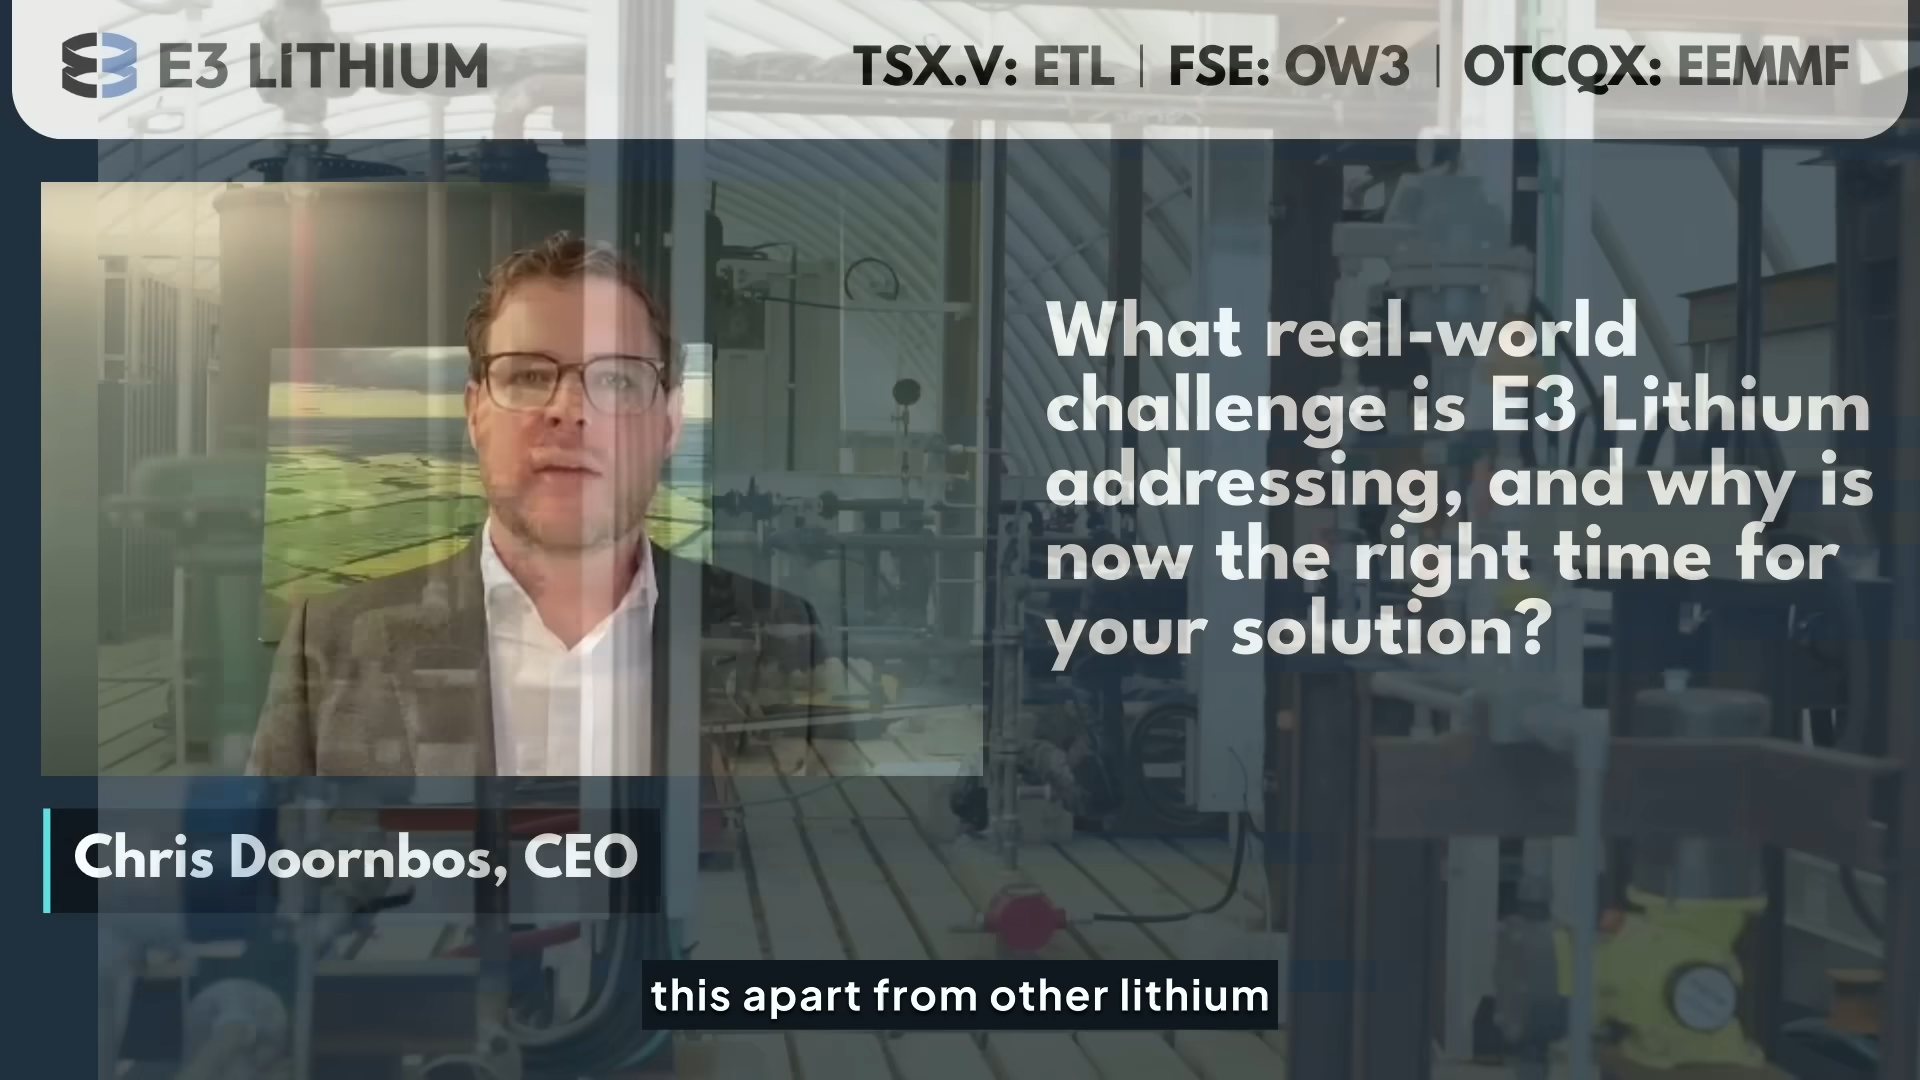 E3 LITHIUM
TSX.V: ETL | FSE: OW3 | OTCQX: EEMMF
What real-world
challenge is E3 Lithium
addressing, and why is
now the right time for
your solution?
Chris Doornbos, CEO
this apart from other lithium